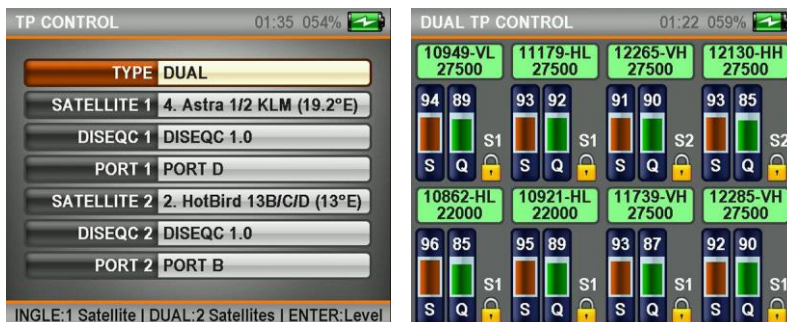 TP CONTROL 01:35 054%
TYPE DUAL
SATELLITE 1 4. Astra 1/2 KLM (19.2ºE)
DISEQC 1 DISEQC 1.0
PORT 1 PORT D
SATELLITE 2 2. HotBird 13B/C/D (13ºE)
DISEQC 2 DISEQC 1.0
PORT 2 PORT B
INGLE:1 Satellite | DUAL:2 Satellites | ENTER:Level
DUAL TP CONTROL 01:22 059%
10949-VL 11179-HL 12265-VH 12130-HH
27500 27500 27500 27500
94 89 93 92 91 90 93 85
S1 S1 S2 S2
S Q S Q S Q S Q
10862-HL 10921-HL 11739-VH 12285-VH
22000 22000 27500 27500
96 85 95 89 93 87 92 90
S1 S1 S1 S1
S Q S Q S Q S Q